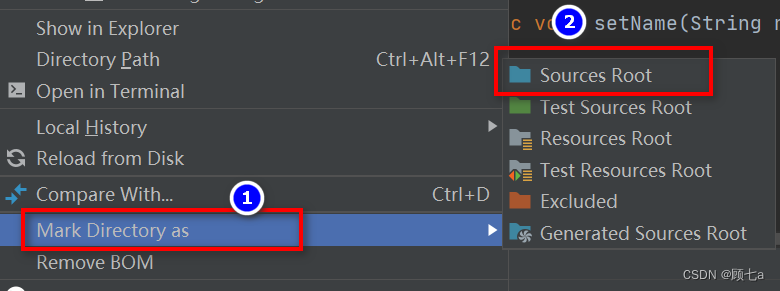 Show in Explorer
Directory Path Ctrl+Alt+F12
Open in Terminal
Local History
Reload from Disk
Compare With... Ctrl+D
1
Mark Directory as
Remove BOM
2
setName(String
Sources Root
Test Sources Root
Resources Root
Test Resources Root
Excluded
Generated Sources Root
CSDN @顾七a